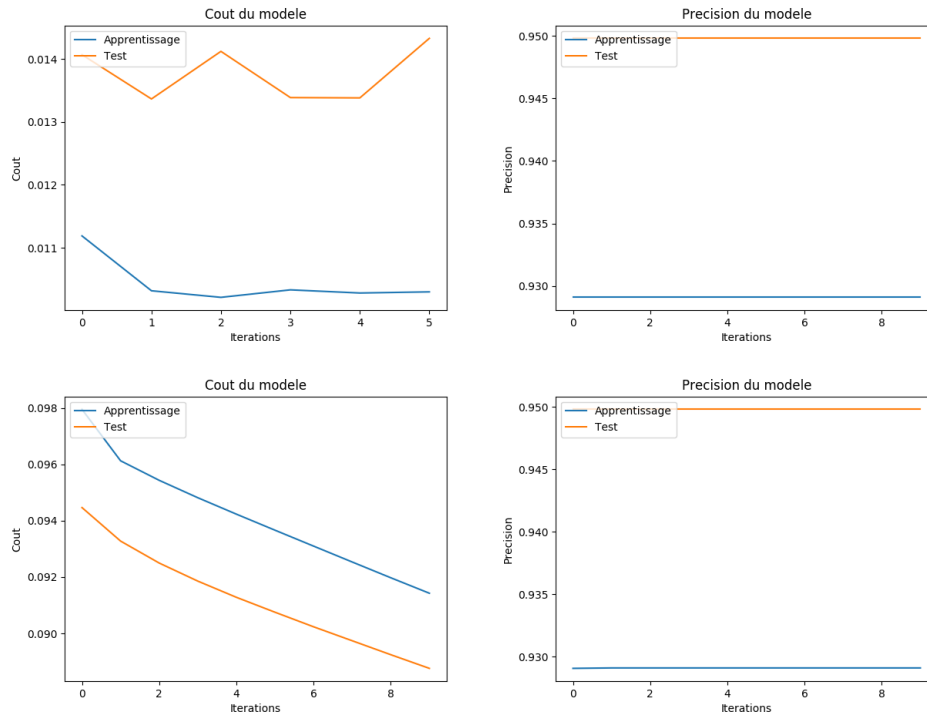 Cout du modele
Apprentissage
Test
0.014
0.013
0.012
0.011
Cout
0 1 2 3 4 5
Iterations
Precision du modele
Apprentissage
Test
0.950
0.945
0.940
0.935
0.930
Precision
0 2 4 6 8
Iterations
Cout du modele
Apprentissage
Test
0.098
0.096
0.094
0.092
0.090
Cout
0 2 4 6 8
Iterations
Precision du modele
Apprentissage
Test
0.950
0.945
0.940
0.935
0.930
Precision
0 2 4 6 8
Iterations